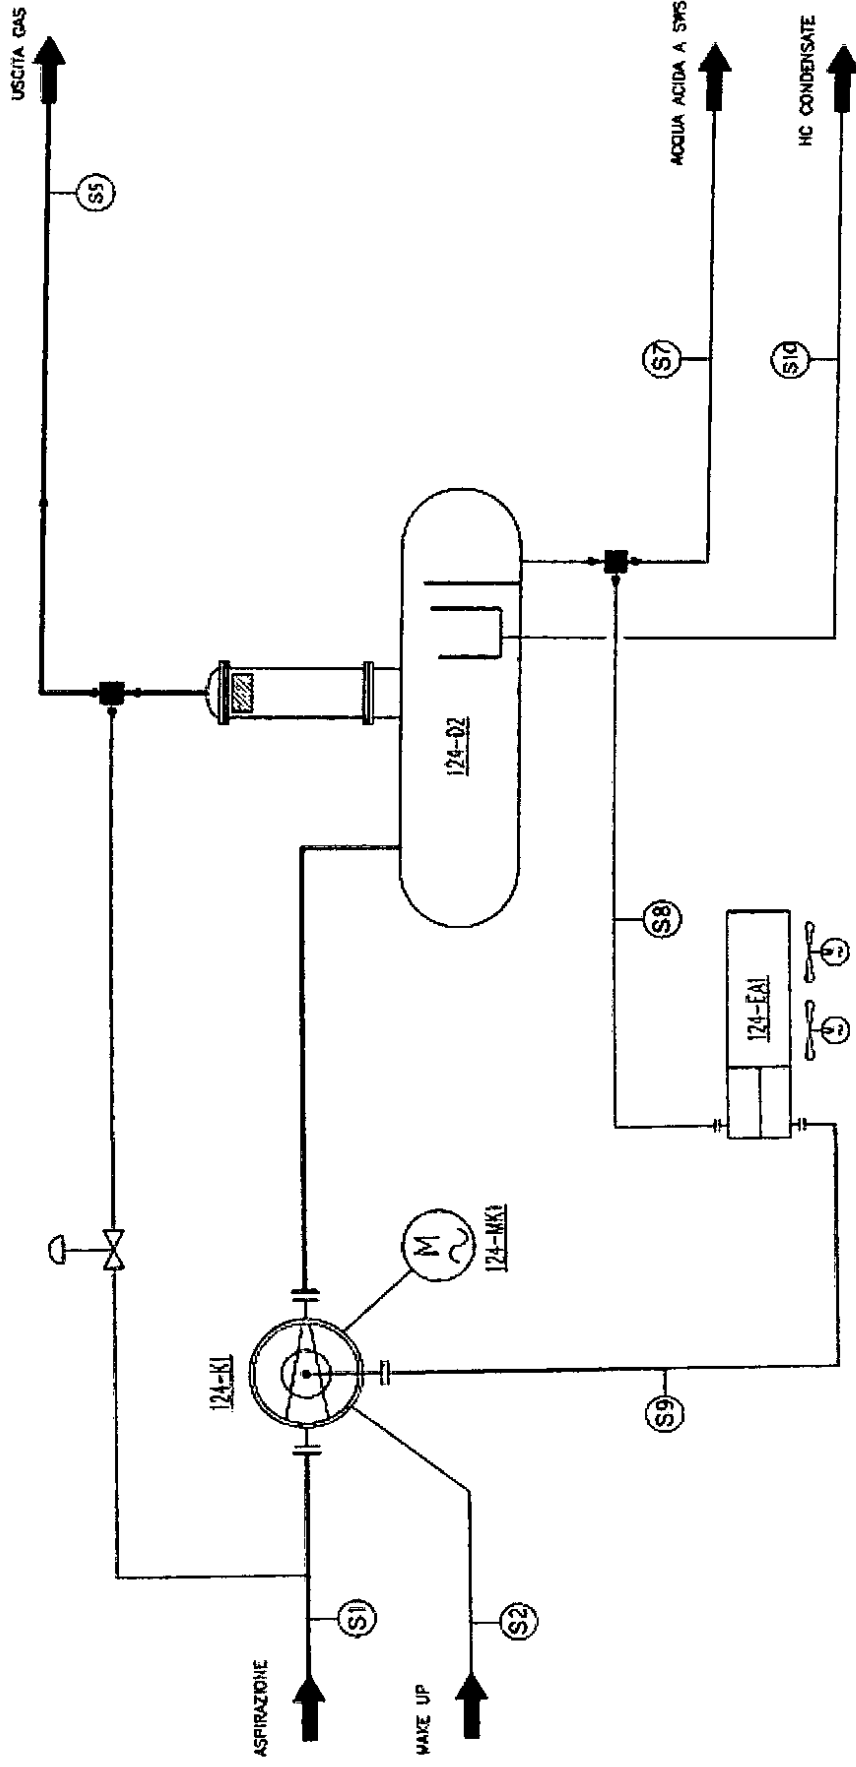 USCITA GAS
S5
ACQUA ACIDA A SWS
S7
HC CONDENSATE
S10
124-D2
S8
124-EA1
~
~
M
124-MK1
124-K1
S9
ASPIRAZIONE
S1
MAKE UP
S2